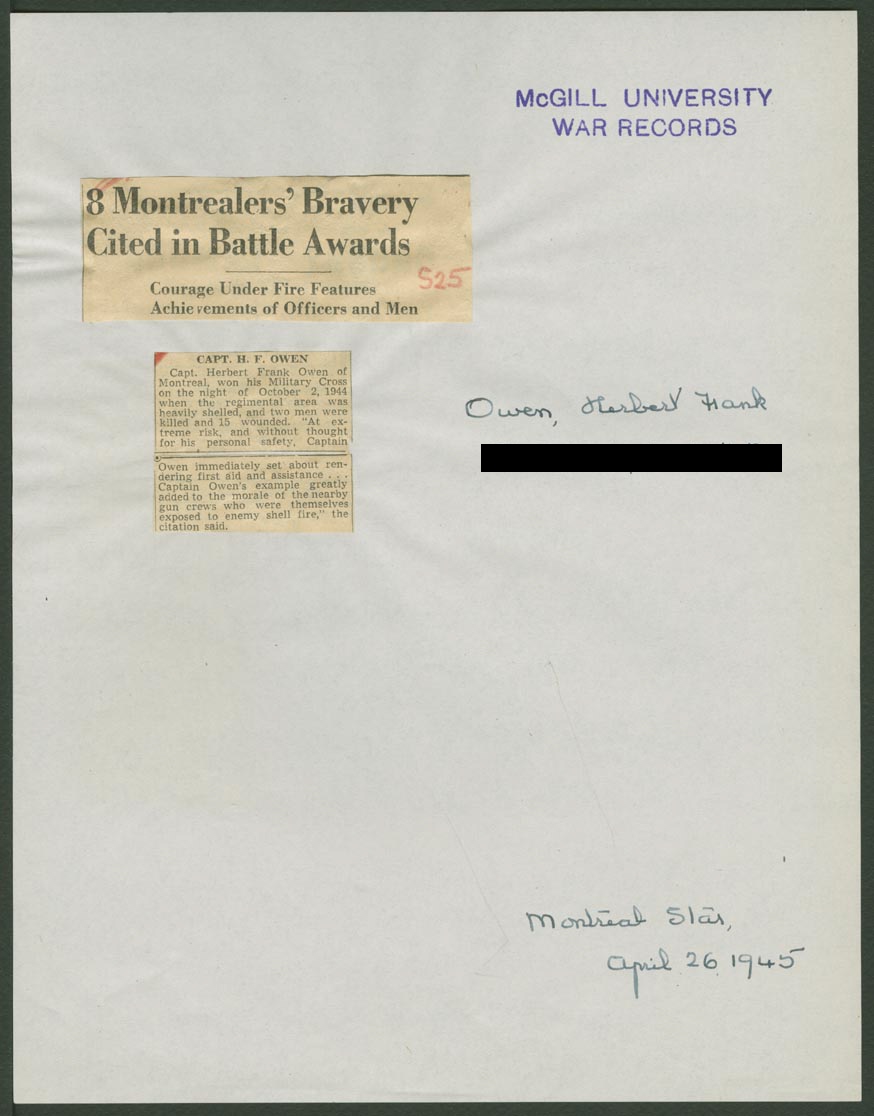 McGILL UNIVERSITY
WAR RECORDS
8 Montrealers' Bravery
Cited in Battle Awards
Courage Under Fire Features
Achievements of Officers and Men
S25
CAPT. H. F. OWEN
Capt. Herbert Frank Owen of
Montreal, won his Military Cross
on the night of October 2, 1944
when the regimental area was
heavily shelled, and two men were
killed and 15 wounded. "At ex-
treme risk, and without thought
for his personal safety, Captain
Owen immediately set about ren-
dering first aid and assistance . . .
Captain Owen's example greatly
added to the morale of the nearby
gun crews who were themselves
exposed to enemy shell fire," the
citation said.
Owen, Herbert Frank
Montreal Star,
April 26 1945